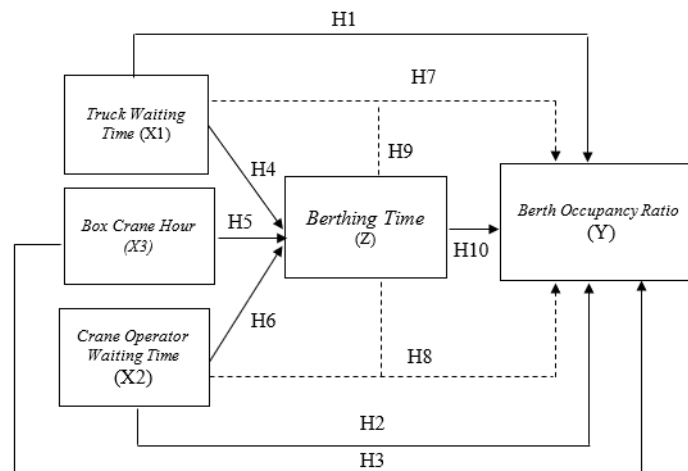 H1
H7
Truck Waiting
Time (X1)
H9
H4
Berthing Time
(Z)
Berth Occupancy Ratio
(Y)
Box Crane Hour
(X3)
H5
H10
H6
Crane Operator
Waiting Time
(X2)
H8
H2
H3